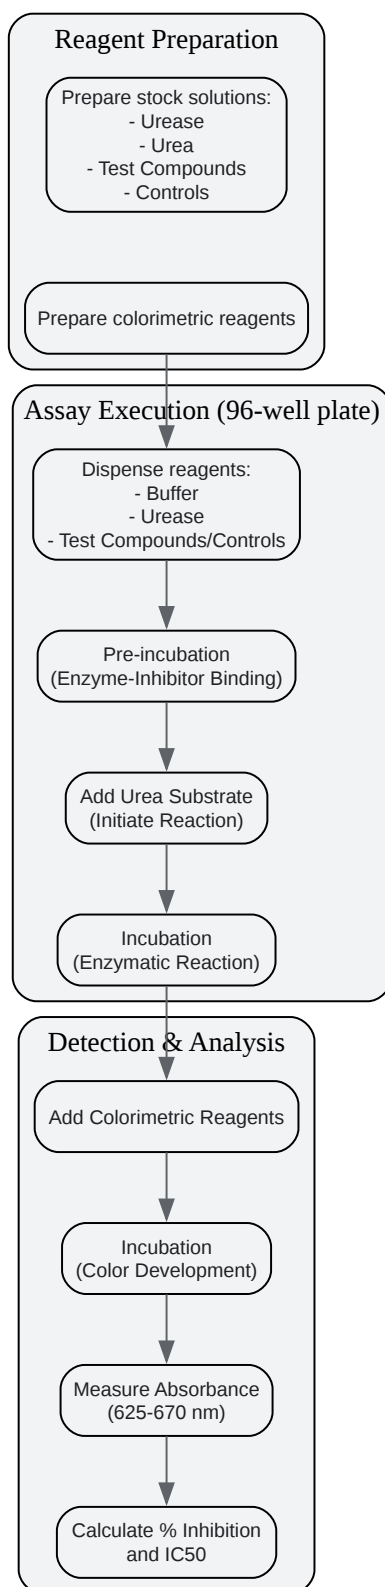 Reagent Preparation
Prepare stock solutions:
- Urease
- Urea
- Test Compounds
- Controls
Prepare colorimetric reagents
Assay Execution (96-well plate)
Dispense reagents:
- Buffer
- Urease
- Test Compounds/Controls
Pre-incubation
(Enzyme-Inhibitor Binding)
Add Urea Substrate
(Initiate Reaction)
Incubation
(Enzymatic Reaction)
Detection & Analysis
Add Colorimetric Reagents
Incubation
(Color Development)
Measure Absorbance
(625-670 nm)
Calculate % Inhibition
and IC50